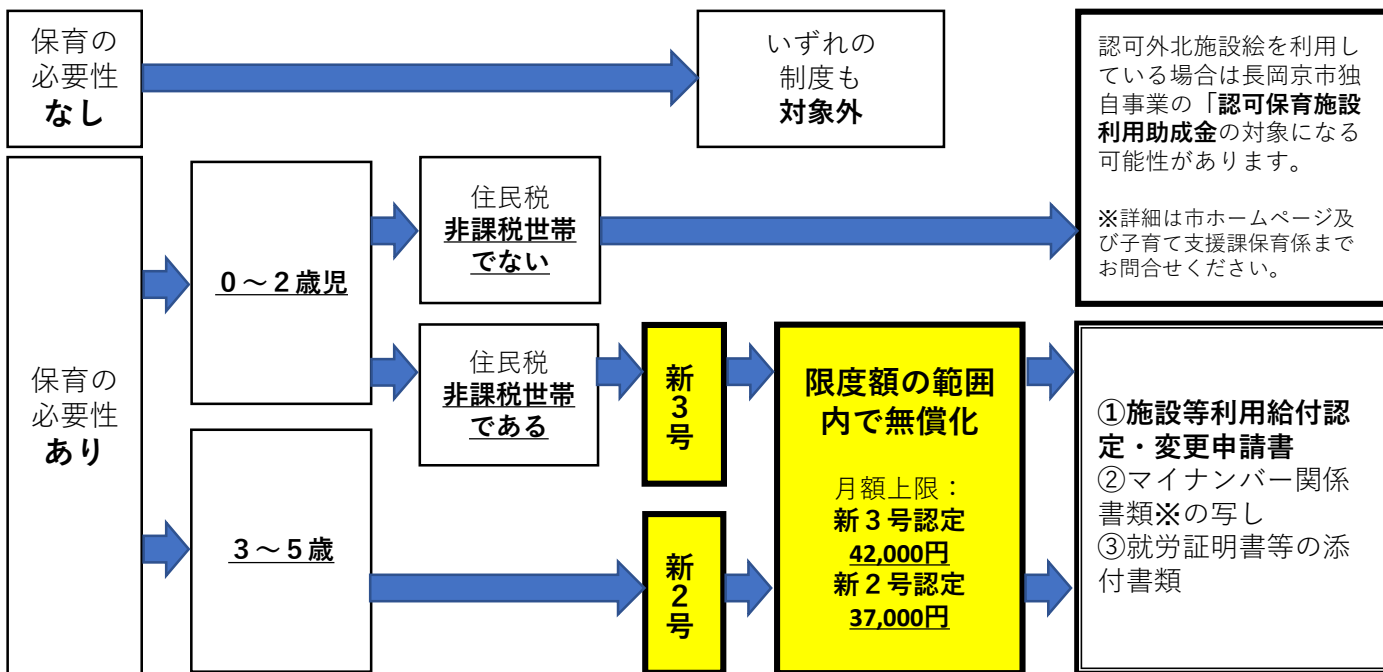 保育の
必要性
なし
いずれの
制度も
対象外
認可外北施設絵を利用し
ている場合は長岡京市独
自事業の「認可保育施設
利用助成金の対象になる
可能性があります。
※詳細は市ホームページ及
び子育て支援課保育係まで
お問合せください。
保育の
必要性
あり
０～２歳児
住民税
非課税世帯
でない
住民税
非課税世帯
である
新3号
３～５歳
新2号
限度額の範囲
内で無償化
月額上限：
新３号認定
42,000円
新２号認定
37,000円
①施設等利用給付認
定・変更申請書
②マイナンバー関係
書類※の写し
③就労証明書等の添
付書類